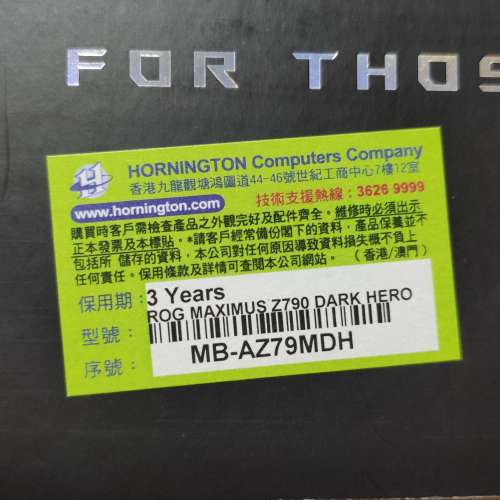 FOR THOS
HORNINGTON Computers Company
香港九龍觀塘鴻圖道44-46號世紀工商中心7樓12室
www.hornington.com
技術支援熱線：3626 9999
購買時客戶需檢查產品之外觀完好及配件齊全。維修時必須出示
正本發票及本標貼。*請客戶經常備份閣下的資料，產品保養並不
包括所 儲存的資料，本公司對任何原因導致資料損失概不負上
任何責任。保用條款及詳情可查閱本公司網站。（香港/澳門）
保用期：3 Years
ROG MAXIMUS Z790 DARK HERO
型號：
MB-AZ79MDH
序號：